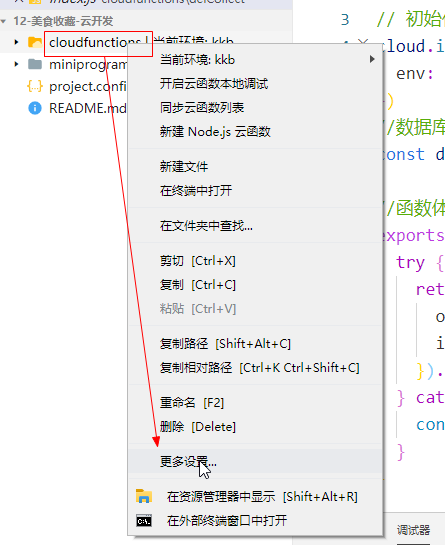 index.js cloudfunctions\delCollect
12-美食收藏-云开发
cloudfunctions | 当前环境: kkb
miniprogram
project.confi
README.md
当前环境: kkb
开启云函数本地调试
同步云函数列表
新建 Node.js 云函数
新建文件
在终端中打开
在文件夹中查找...
剪切 [Ctrl+X]
复制 [Ctrl+C]
粘贴 [Ctrl+V]
复制路径 [Shift+Alt+C]
复制相对路径 [Ctrl+K Ctrl+Shift+C]
重命名 [F2]
删除 [Delete]
更多设置...
在资源管理器中显示 [Shift+Alt+R]
在外部终端窗口中打开
3 // 初始
cloud.i
env:
)
/数据库
const d
/函数体
exports
try {
ret
o
i
}).
} cat
con
}
调试器